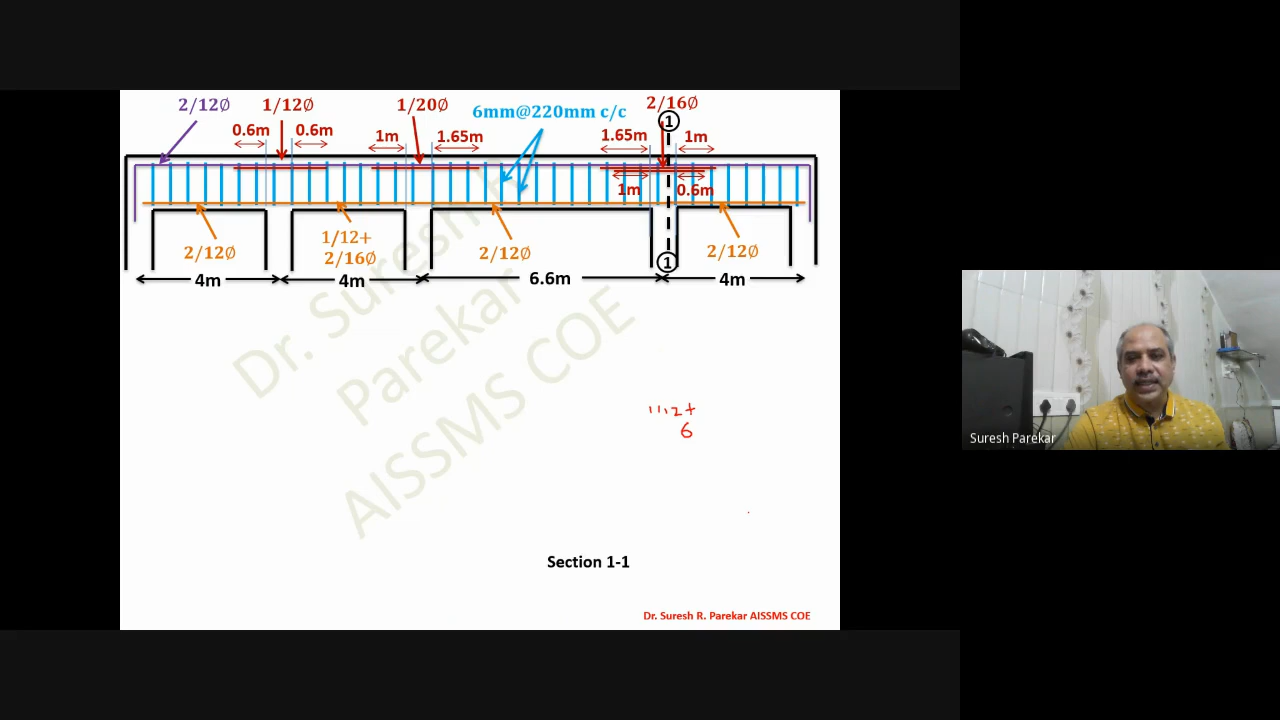 2/12∅ 1/12∅ 1/20∅ 6mm@220mm c/c 2/16∅
1
0.6m 0.6m 1m 1.65m 1.65m 1m
1m 0.6m
2/12∅ 1/12+ 2/12∅ 2/12∅
2/16∅
1
4m 4m 6.6m 4m
Dr. Suresh R.
Parekar
AISSMS COE
6
Suresh Parekar
Section 1-1
Dr. Suresh R. Parekar AISSMS COE